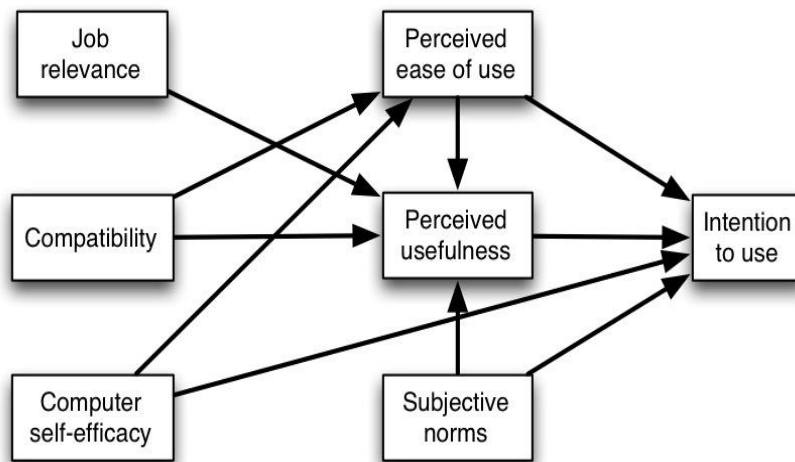 Job
relevance
Perceived
ease of use
Compatibility
Perceived
usefulness
Intention
to use
Computer
self-efficacy
Subjective
norms